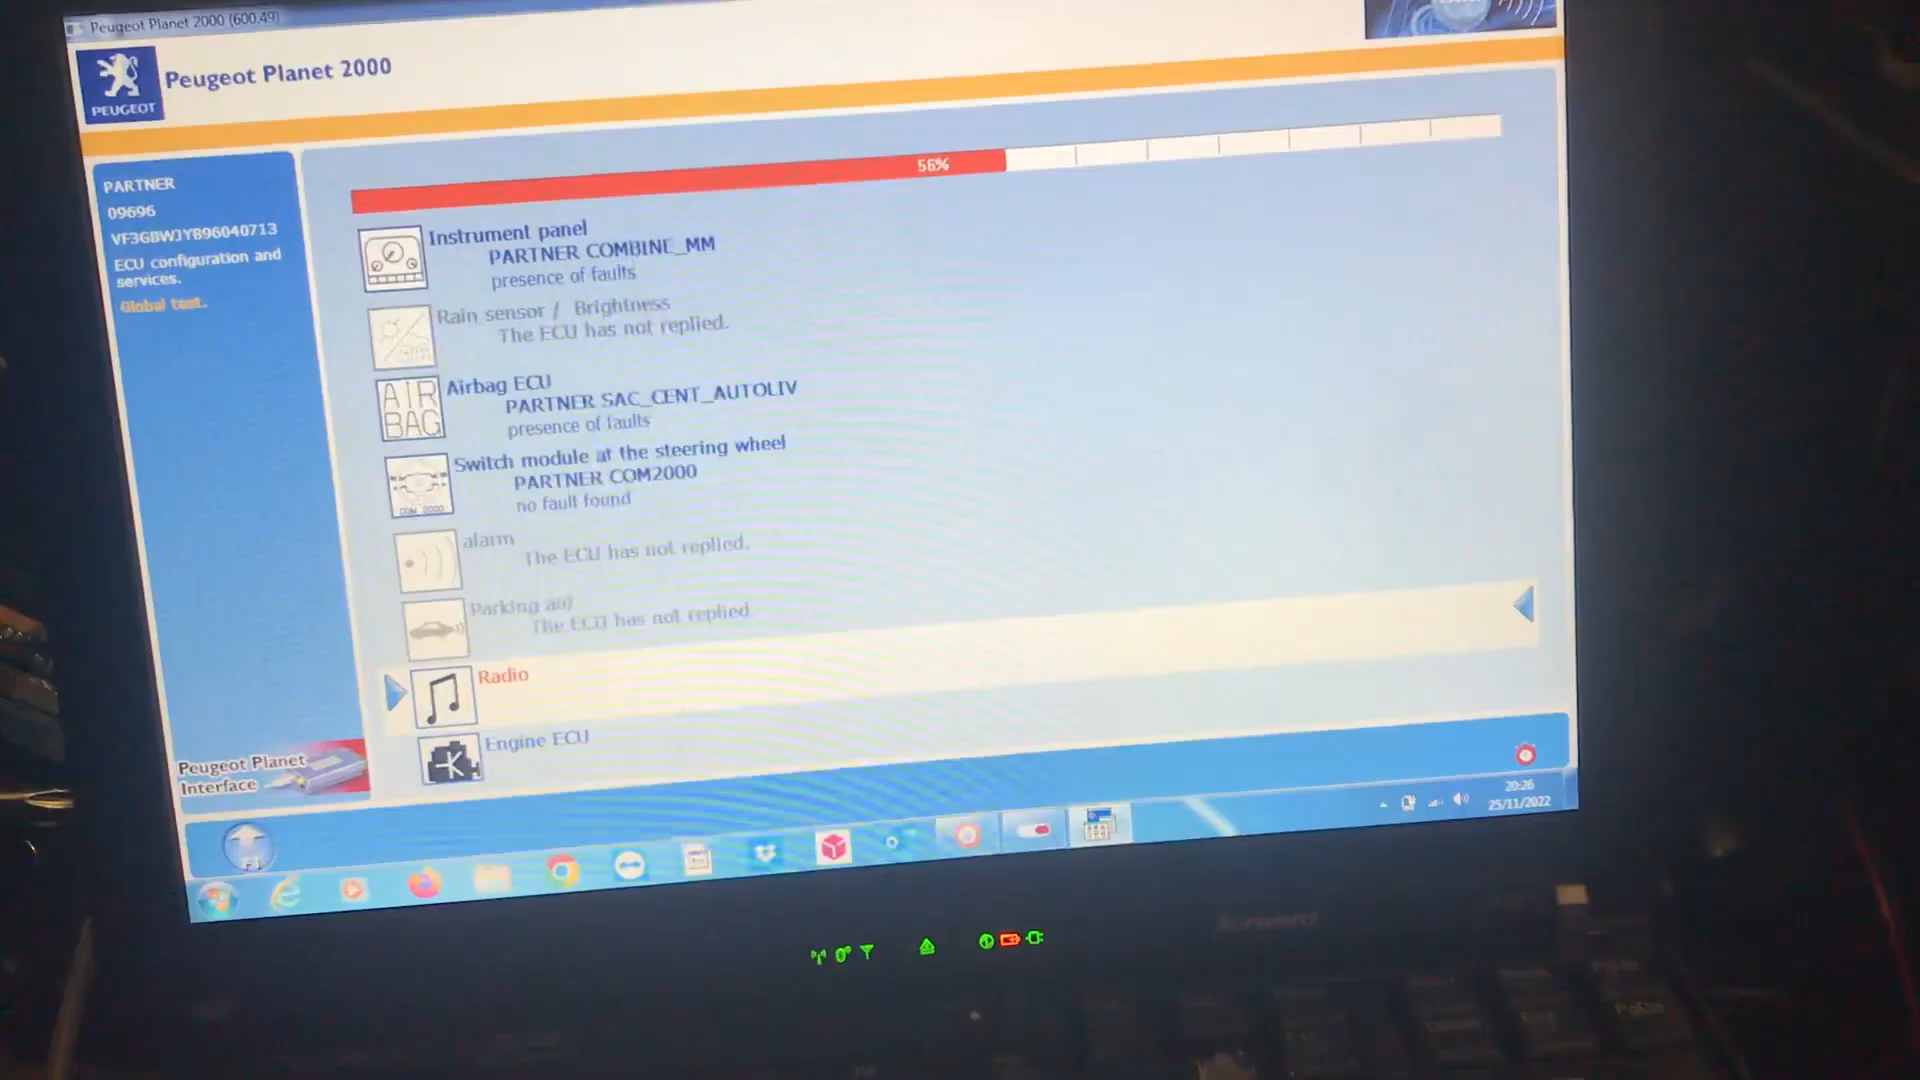 Peugeot Planet 2000 (600.49)
PEUGEOT
Peugeot Planet 2000
PARTNER
09696
VF3GBWJYB96040713
ECU configuration and
services.
Global test.
56%
Instrument panel
PARTNER COMBINE_MM
presence of faults
Rain sensor / Brightness
The ECU has not replied.
AIR
BAG
Airbag ECU
PARTNER SAC_CENT_AUTOLIV
presence of faults
COM 2000
Switch module at the steering wheel
PARTNER COM2000
no fault found
alarm
The ECU has not replied.
Parking aid
The ECU has not replied
Radio
Engine ECU
Peugeot Planet
Interface
F1
20:26
25/11/2022
PgDn